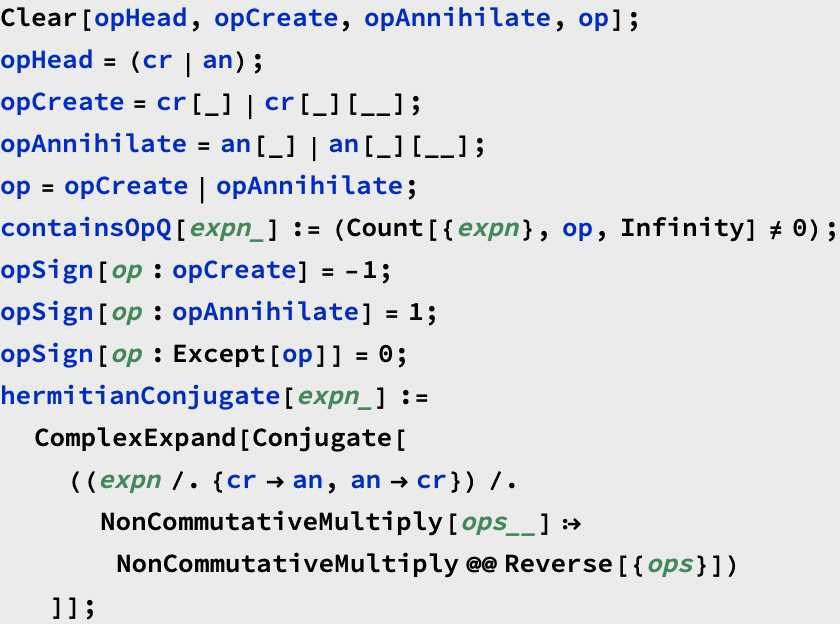 Clear[opHead, opCreate, opAnnihilate, op];
opHead = (cr | an);
opCreate = cr[_] | cr[_][__];
opAnnihilate = an[_] | an[_][__];
op = opCreate | opAnnihilate;
containsOpQ[expn_] := (Count[{expn}, op, Infinity] ≠ 0);
opSign[op : opCreate] = -1;
opSign[op : opAnnihilate] = 1;
opSign[op : Except[op]] = 0;
hermitianConjugate[expn_] :=
ComplexExpand[Conjugate[
((expn /. {cr → an, an → cr}) /.
NonCommutativeMultiply[ops__] :→
NonCommutativeMultiply @@ Reverse[{ops}])
]];